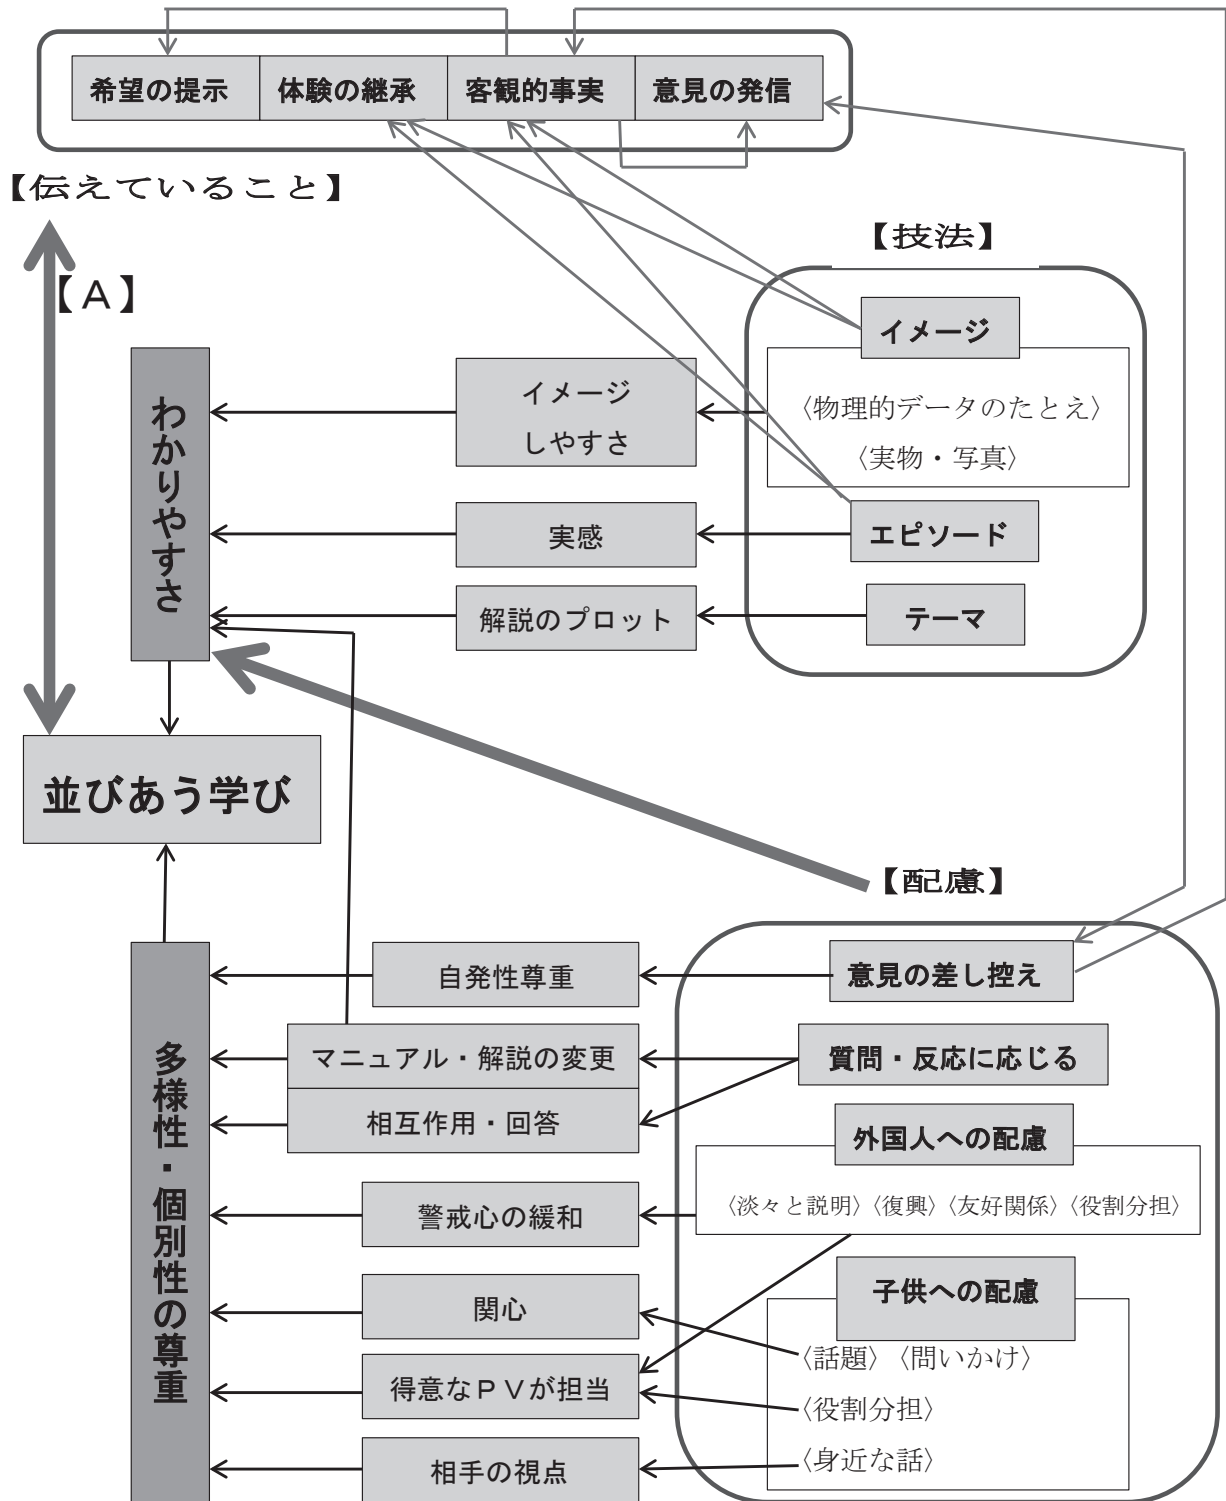 希望の提示
体験の継承
客観的事実
意見の発信
【伝えていること】
【技法】
【A】
イメージ
わかりやすさ
イメージ
しやすさ
〈物理的データのたとえ〉
〈実物・写真〉
実感
エピソード
解説のプロット
テーマ
並びあう学び
【配慮】
自発性尊重
意見の差し控え
多様性・個別性の尊重
マニュアル・解説の変更
質問・反応に応じる
相互作用・回答
外国人への配慮
警戒心の緩和
〈淡々と説明〉〈復興〉〈友好関係〉〈役割分担〉
子供への配慮
関心
〈話題〉〈問いかけ〉
得意なＰＶが担当
〈役割分担〉
相手の視点
〈身近な話〉